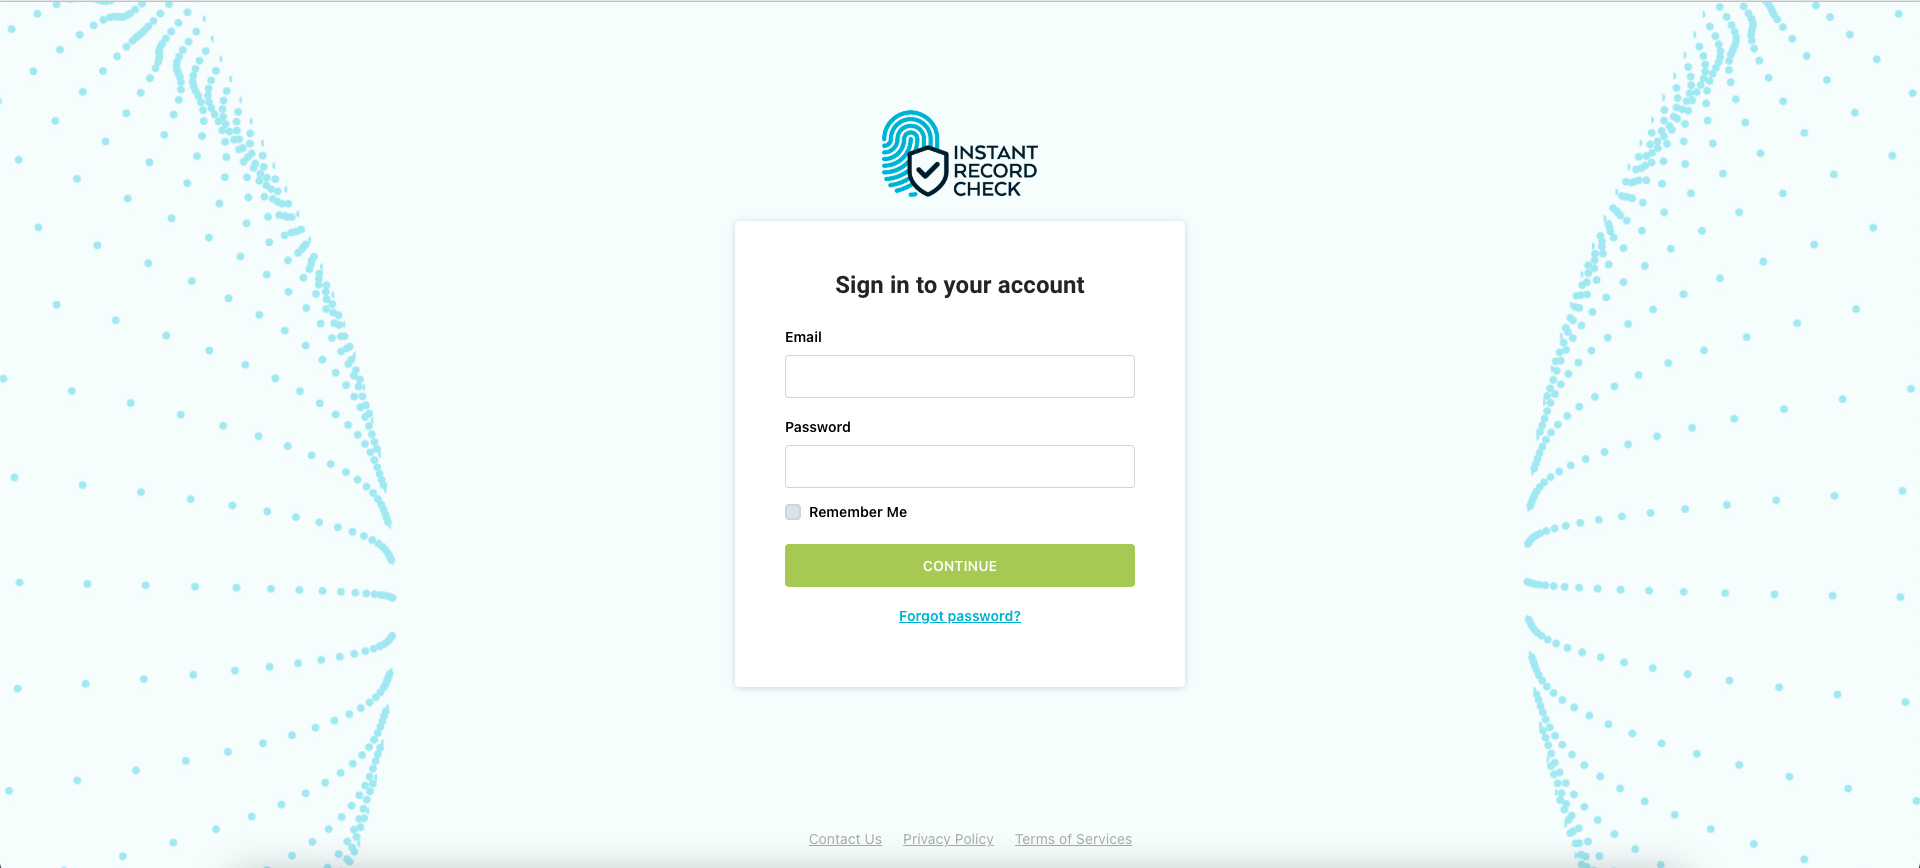 INSTANT
RECORD
CHECK
Sign in to your account
Email
Password
Remember Me
CONTINUE
Forgot password?
Contact Us Privacy Policy Terms of Services